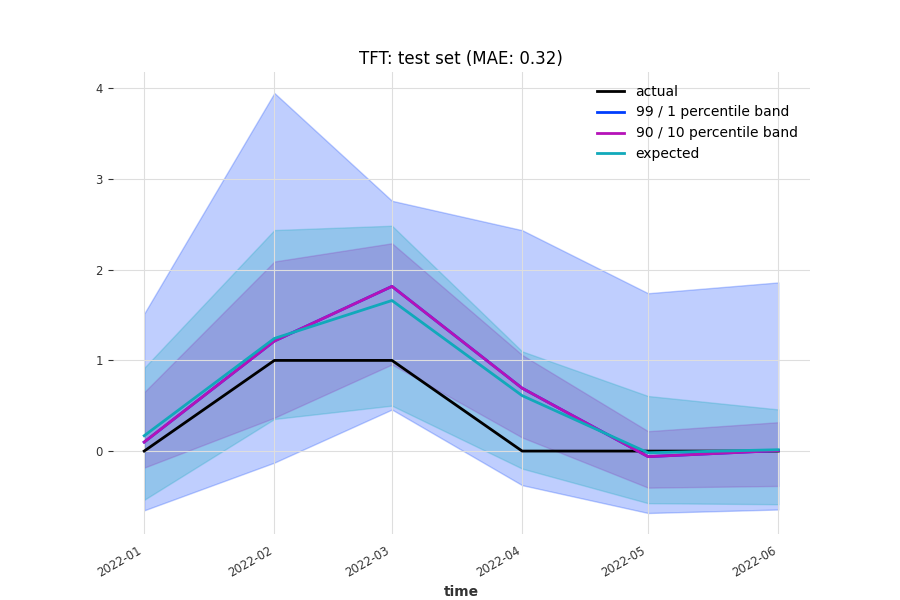 TFT: test set (MAE: 0.32)
actual
99 / 1 percentile band
90 / 10 percentile band
expected
4
3
2
1
0
2022-01
2022-02
2022-03
2022-04
2022-05
2022-06
time